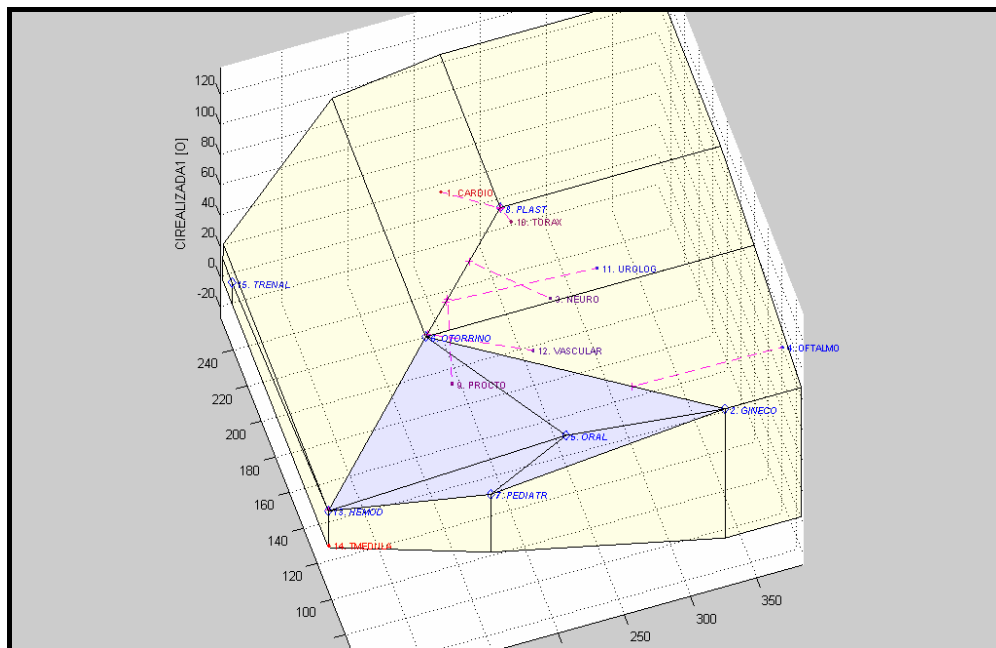 120
100
80
60
40
20
0
-20
CIREALIZADA1 [O]
1. CARDIO
8. PLAST
10. TORAX
11. UROLOG
15. TRENAL
3. NEURO
6. OTORRINO
12. VASCULAR
4. OFTALMO
9. PROCTO
2. GINECO
5. ORAL
7. PEDIATR
13. HEMOD
14. TMEDULA
240
220
200
180
160
140
120
100
250
300
350